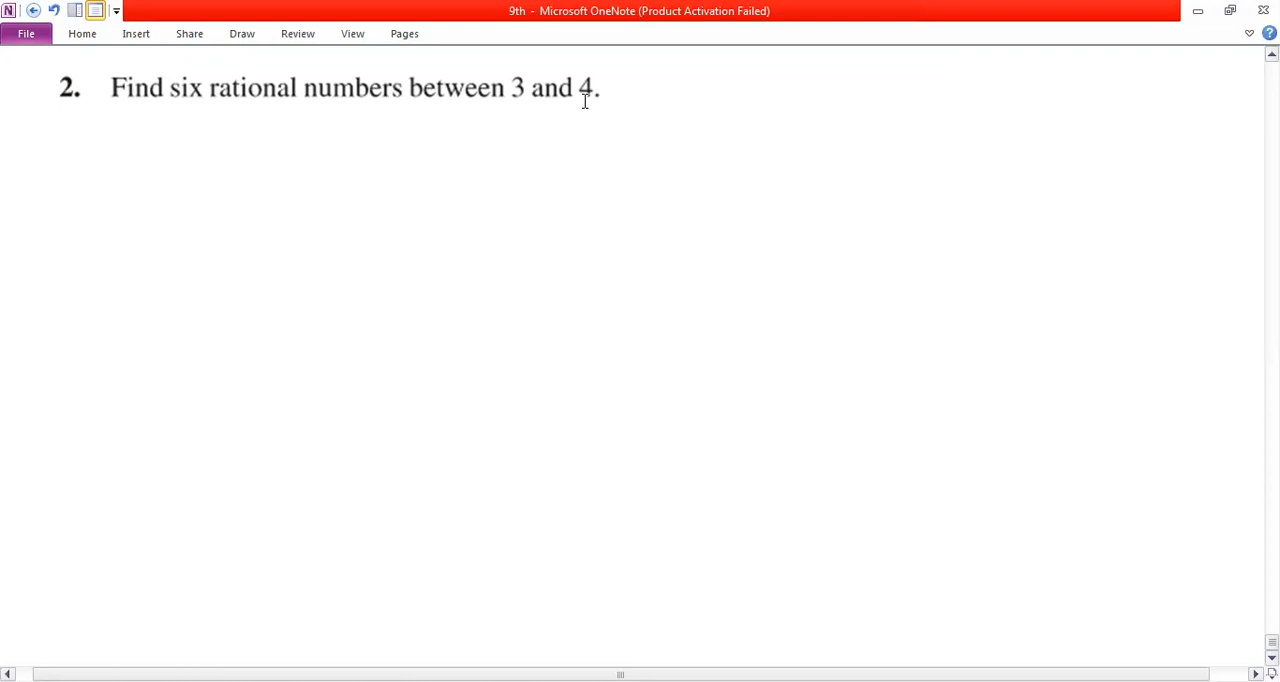 9th - Microsoft OneNote (Product Activation Failed)
File Home Insert Share Draw Review View Pages
2. Find six rational numbers between 3 and 4.